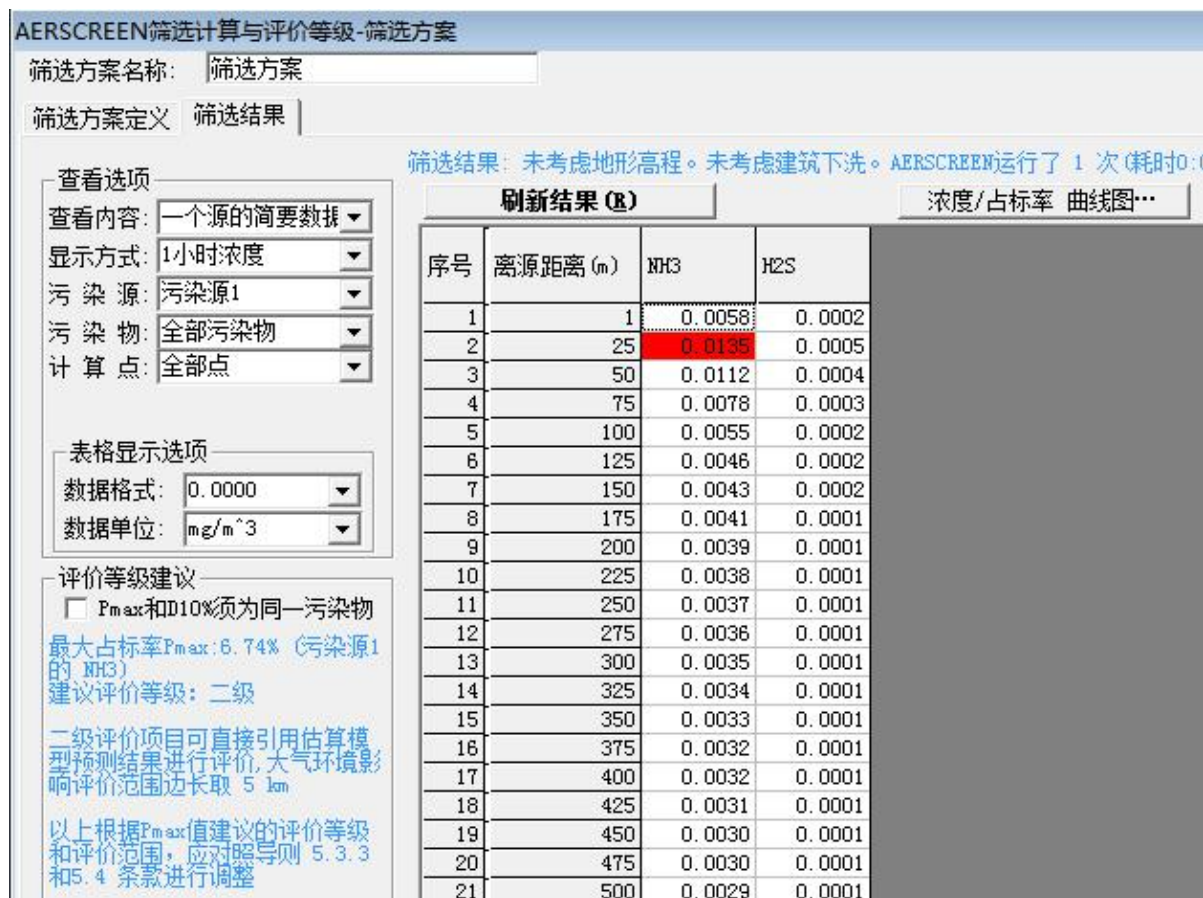 AERSCREEN筛选计算与评价等级-筛选方案
筛选方案名称: 筛选方案
筛选方案定义 筛选结果
筛选结果: 未考虑地形高程。未考虑建筑下洗。AERSCREEN运行了 1 次(耗时0:
查看选项
查看内容: 一个源的简要数据
显示方式: 1小时浓度
污 染 源: 污染源1
污 染 物: 全部污染物
计 算 点: 全部点
表格显示选项
数据格式: 0.0000
数据单位: mg/m^3
评价等级建议
Pmax和D10%须为同一污染物
最大占标率Pmax:6.74% (污染源1
的 NH3)
建议评价等级: 二级
二级评价项目可直接引用估算模
型预测结果进行评价,大气环境影
响评价范围边长取 5 km
以上根据Pmax值建议的评价等级
和评价范围, 应对照导则 5.3.3
和5.4 条款进行调整
刷新结果(R) 浓度/占标率 曲线图…
序号 离源距离(m) NH3 H2S
1 1 0.0058 0.0002
2 25 0.0135 0.0005
3 50 0.0112 0.0004
4 75 0.0078 0.0003
5 100 0.0055 0.0002
6 125 0.0046 0.0002
7 150 0.0043 0.0002
8 175 0.0041 0.0001
9 200 0.0039 0.0001
10 225 0.0038 0.0001
11 250 0.0037 0.0001
12 275 0.0036 0.0001
13 300 0.0035 0.0001
14 325 0.0034 0.0001
15 350 0.0033 0.0001
16 375 0.0032 0.0001
17 400 0.0032 0.0001
18 425 0.0031 0.0001
19 450 0.0030 0.0001
20 475 0.0030 0.0001
21 500 0.0029 0.0001